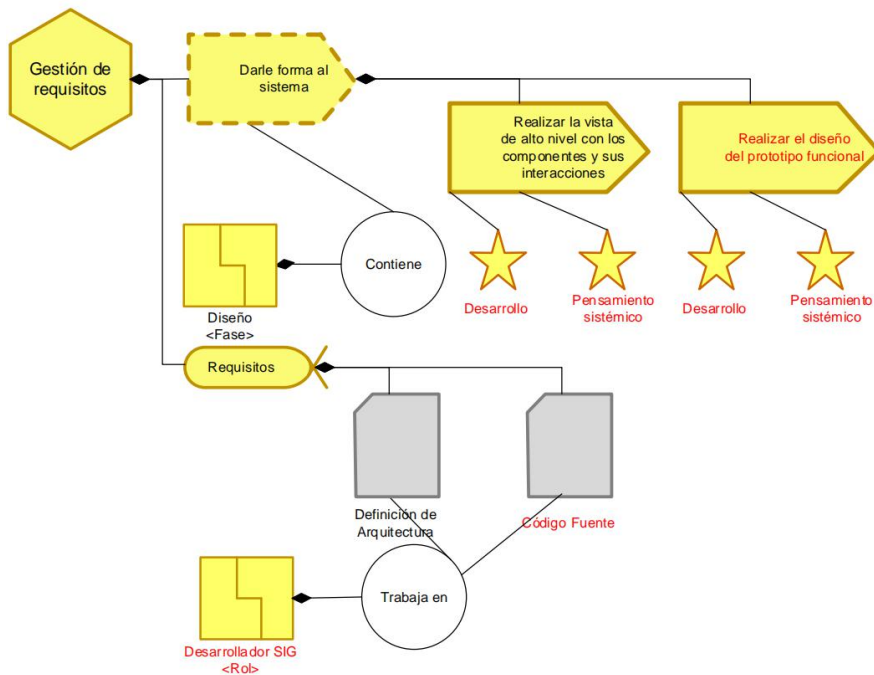 Gestión de
requisitos
Darle forma al
sistema
Realizar la vista
de alto nivel con los
componentes y sus
interacciones
Realizar el diseño
del prototipo funcional
Contiene
Desarrollo
Pensamiento
sistémico
Desarrollo
Pensamiento
sistémico
Diseño
<Fase>
Requisitos
Definición de
Arquitectura
Código Fuente
Trabaja en
Desarrollador SIG
<Rol>